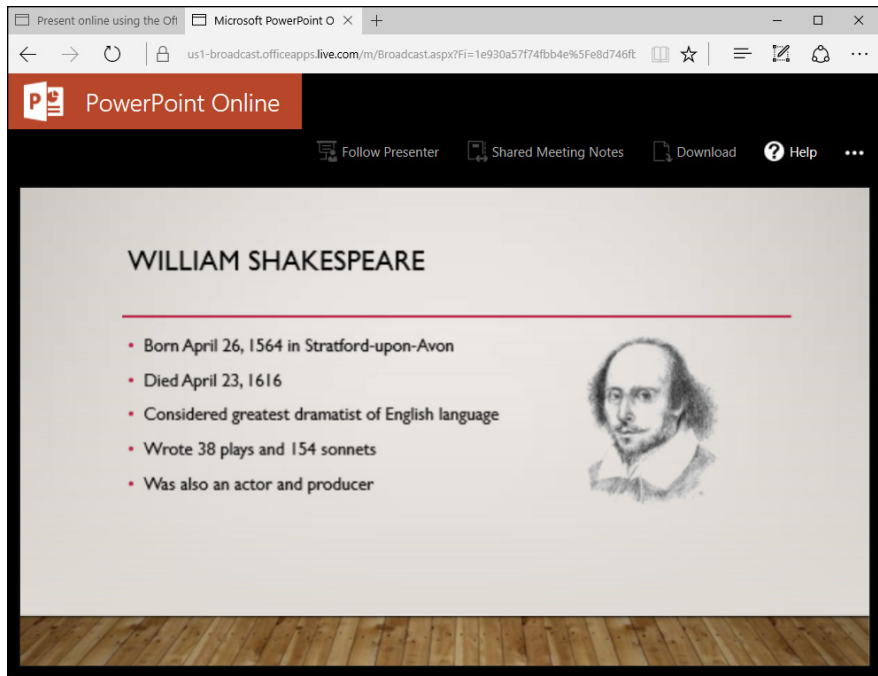 Present online using the Off
Microsoft PowerPoint O
us1-broadcast.officeapps.live.com/m/Broadcast.aspx?Fi=1e930a57f74fbb4e%5Fe8d746fb
P
PowerPoint Online
Follow Presenter
Shared Meeting Notes
Download
? Help
WILLIAM SHAKESPEARE
• Born April 26, 1564 in Stratford-upon-Avon
• Died April 23, 1616
• Considered greatest dramatist of English language
• Wrote 38 plays and 154 sonnets
• Was also an actor and producer